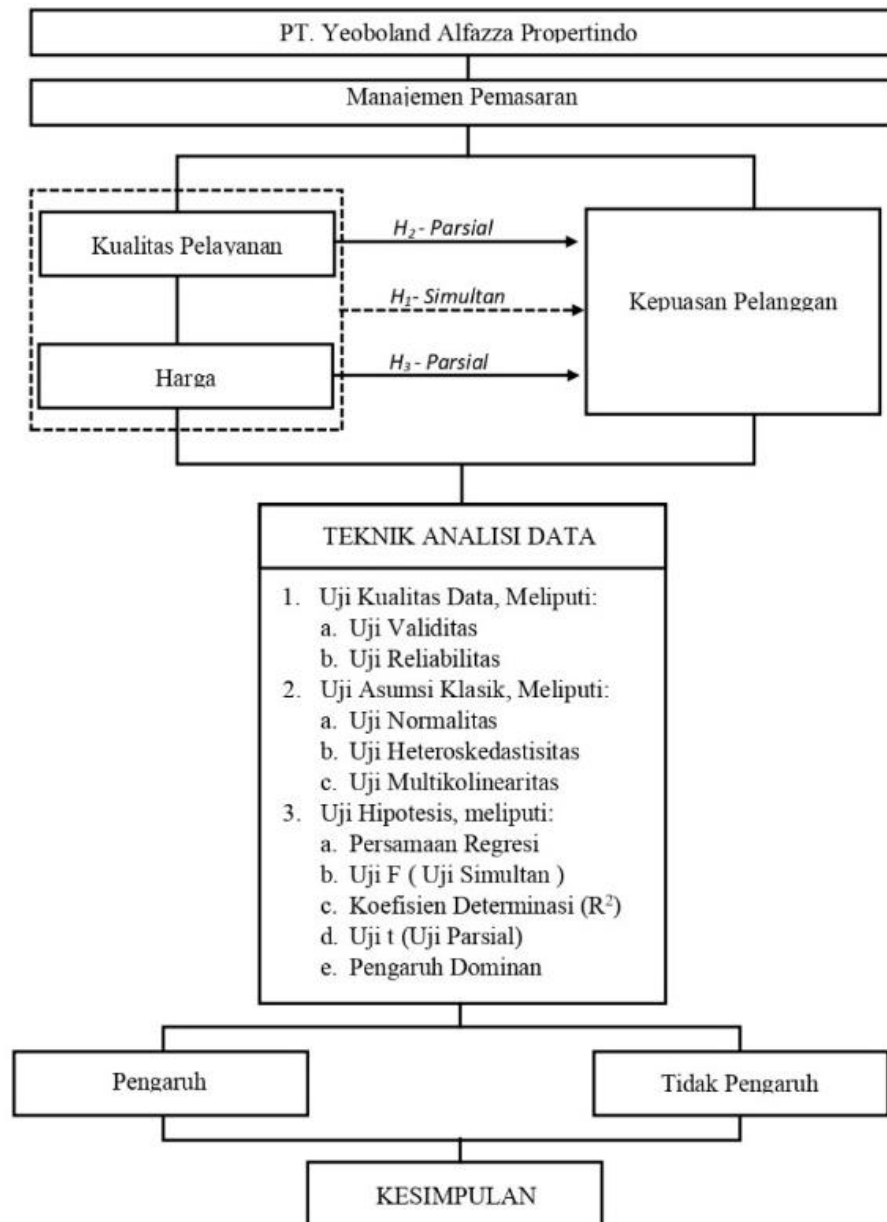 PT. Yeoboland Alfazza Propertindo
Manajemen Pemasaran
Kualitas Pelayanan
H₂ - Parsial
H₁ - Simultan
Kepuasan Pelanggan
Harga
H₃ - Parsial
TEKNIK ANALISI DATA
1. Uji Kualitas Data, Meliputi:
a. Uji Validitas
b. Uji Reliabilitas
2. Uji Asumsi Klasik, Meliputi:
a. Uji Normalitas
b. Uji Heteroskedastisitas
c. Uji Multikolinearitas
3. Uji Hipotesis, meliputi:
a. Persamaan Regresi
b. Uji F ( Uji Simultan )
c. Koefisien Determinasi (R²)
d. Uji t (Uji Parsial)
e. Pengaruh Dominan
Pengaruh
Tidak Pengaruh
KESIMPULAN